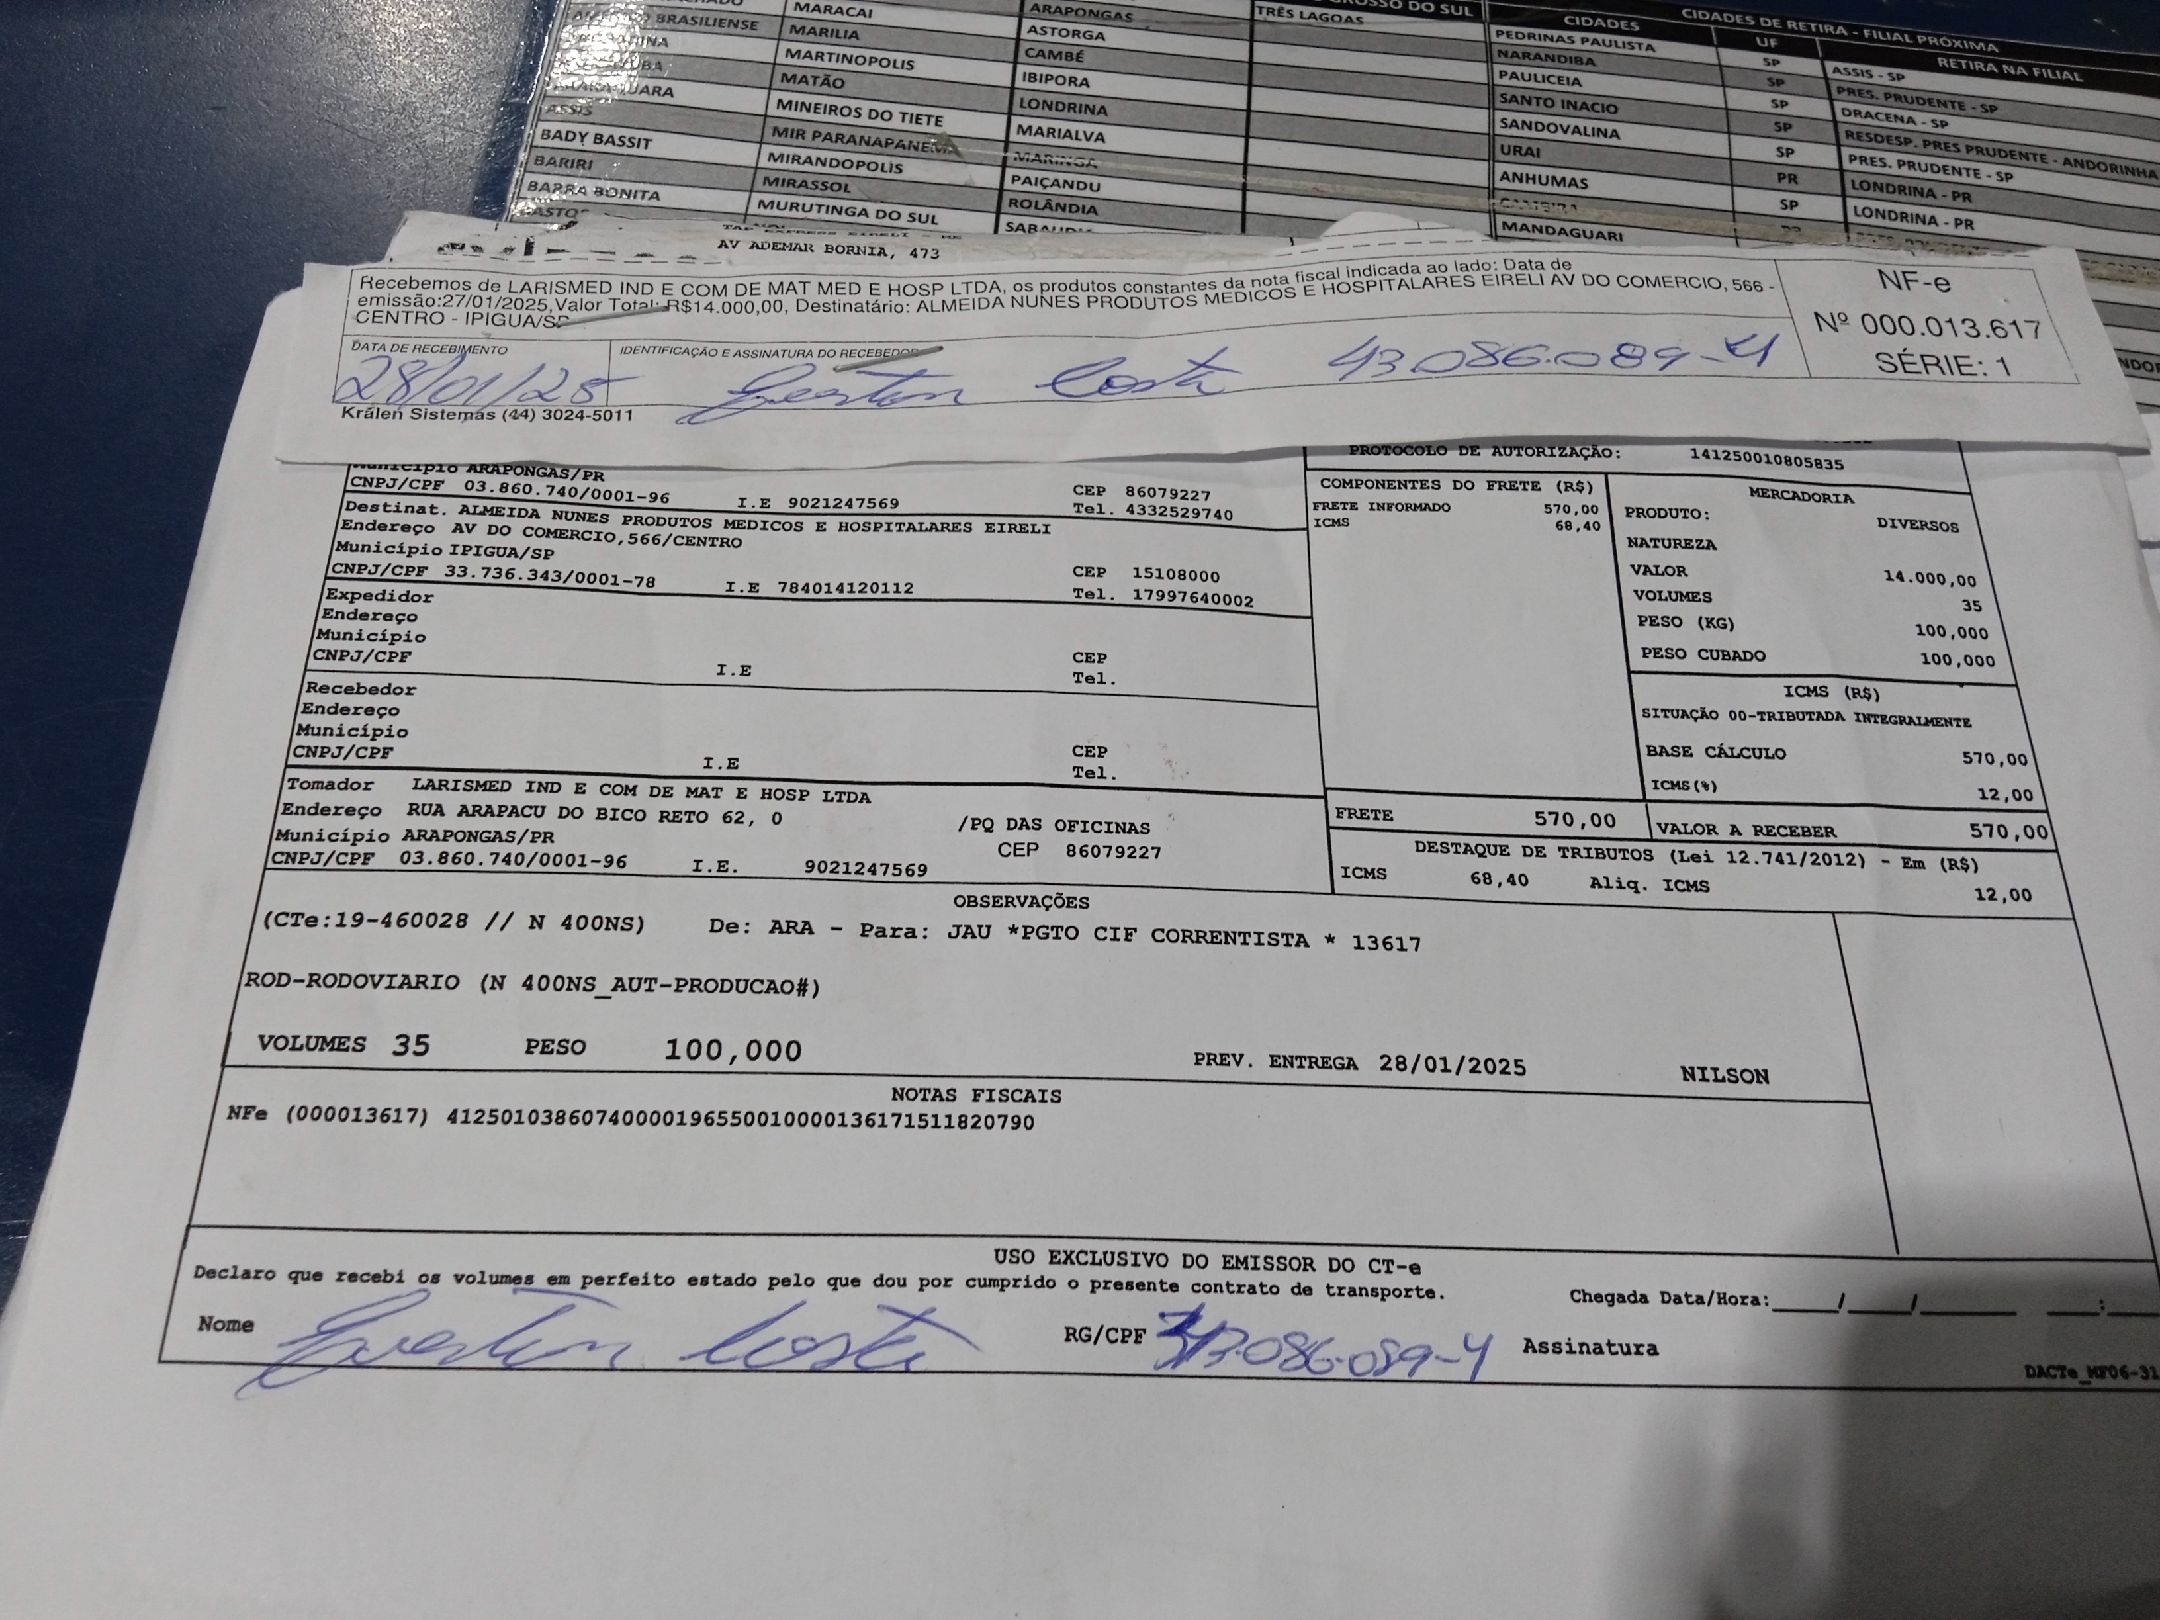 MARACAI ARAPONGAS TRÊS LAGOAS CIDADES CIDADES DE RETIRA - FILIAL PRÓXIMA
BRASILIENSE MARILIA ASTORGA PEDRINAS PAULISTA UF RETIRA NA FILIAL
MARTINOPOLIS CAMBÉ NARANDIBA SP ASSIS - SP
MATÃO IBIPORA PAULICEIA SP PRES. PRUDENTE - SP
MINEIROS DO TIETE LONDRINA SANTO INACIO SP DRACENA - SP
ASSIS MIR PARANAPANEMA MARIALVA SANDOVALINA SP RESDESP. PRES PRUDENTE - ANDORINHA
BADY BASSIT MIRANDOPOLIS MARINGA URAI SP PRES. PRUDENTE - SP
BARIRI MIRASSOL PAIÇANDU ANHUMAS PR LONDRINA - PR
BARRA BONITA MURUTINGA DO SUL ROLÂNDIA SP LONDRINA - PR
MANDAGUARI
AV ADEMAR BORNIA, 473
Recebemos de LARISMED IND E COM DE MAT MED E HOSP LTDA, os produtos constantes da nota fiscal indicada ao lado: Data de
emissão:27/01/2025,Valor Total: R$14.000,00, Destinatário: ALMEIDA NUNES PRODUTOS MEDICOS E HOSPITALARES EIRELI AV DO COMERCIO, 566 -
CENTRO - IPIGUA/SP
NF-e
Nº 000.013.617
SÉRIE: 1
DATA DE RECEBIMENTO IDENTIFICAÇÃO E ASSINATURA DO RECEBEDOR
28/01/25 Everton Costa 43.086.089-4
Králen Sistemas (44) 3024-5011
PROTOCOLO DE AUTORIZAÇÃO: 141250010805835
Município ARAPONGAS/PR
CNPJ/CPF 03.860.740/0001-96 I.E 9021247569 CEP 86079227
Tel. 4332529740
Destinat. ALMEIDA NUNES PRODUTOS MEDICOS E HOSPITALARES EIRELI
Endereço AV DO COMERCIO,566/CENTRO
Município IPIGUA/SP CEP 15108000
CNPJ/CPF 33.736.343/0001-78 I.E 784014120112 Tel. 17997640002
Expedidor
Endereço
Município CEP
CNPJ/CPF I.E Tel.
Recebedor
Endereço
Município CEP
CNPJ/CPF I.E Tel.
Tomador LARISMED IND E COM DE MAT E HOSP LTDA
Endereço RUA ARAPACU DO BICO RETO 62, 0 /PQ DAS OFICINAS
Município ARAPONGAS/PR CEP 86079227
CNPJ/CPF 03.860.740/0001-96 I.E. 9021247569
COMPONENTES DO FRETE (R$)
FRETE INFORMADO 570,00
ICMS 68,40
MERCADORIA
PRODUTO: DIVERSOS
NATUREZA
VALOR 14.000,00
VOLUMES 35
PESO (KG) 100,000
PESO CUBADO 100,000
ICMS (R$)
SITUAÇÃO 00-TRIBUTADA INTEGRALMENTE
BASE CÁLCULO 570,00
ICMS(%) 12,00
FRETE 570,00 VALOR A RECEBER 570,00
DESTAQUE DE TRIBUTOS (Lei 12.741/2012) - Em (R$)
ICMS 68,40 Aliq. ICMS 12,00
OBSERVAÇÕES
(CTe:19-460028 // N 400NS) De: ARA - Para: JAU *PGTO CIF CORRENTISTA * 13617
ROD-RODOVIARIO (N 400NS_AUT-PRODUCAO#)
VOLUMES 35 PESO 100,000 PREV. ENTREGA 28/01/2025 NILSON
NOTAS FISCAIS
NFe (000013617) 41250103860740000196550010000136171511820790
USO EXCLUSIVO DO EMISSOR DO CT-e
Declaro que recebi os volumes em perfeito estado pelo que dou por cumprido o presente contrato de transporte.
Chegada Data/Hora:____/____/______ ___:
Nome Everton Costa RG/CPF 43.086.089-4 Assinatura
DACTe_MF06-31